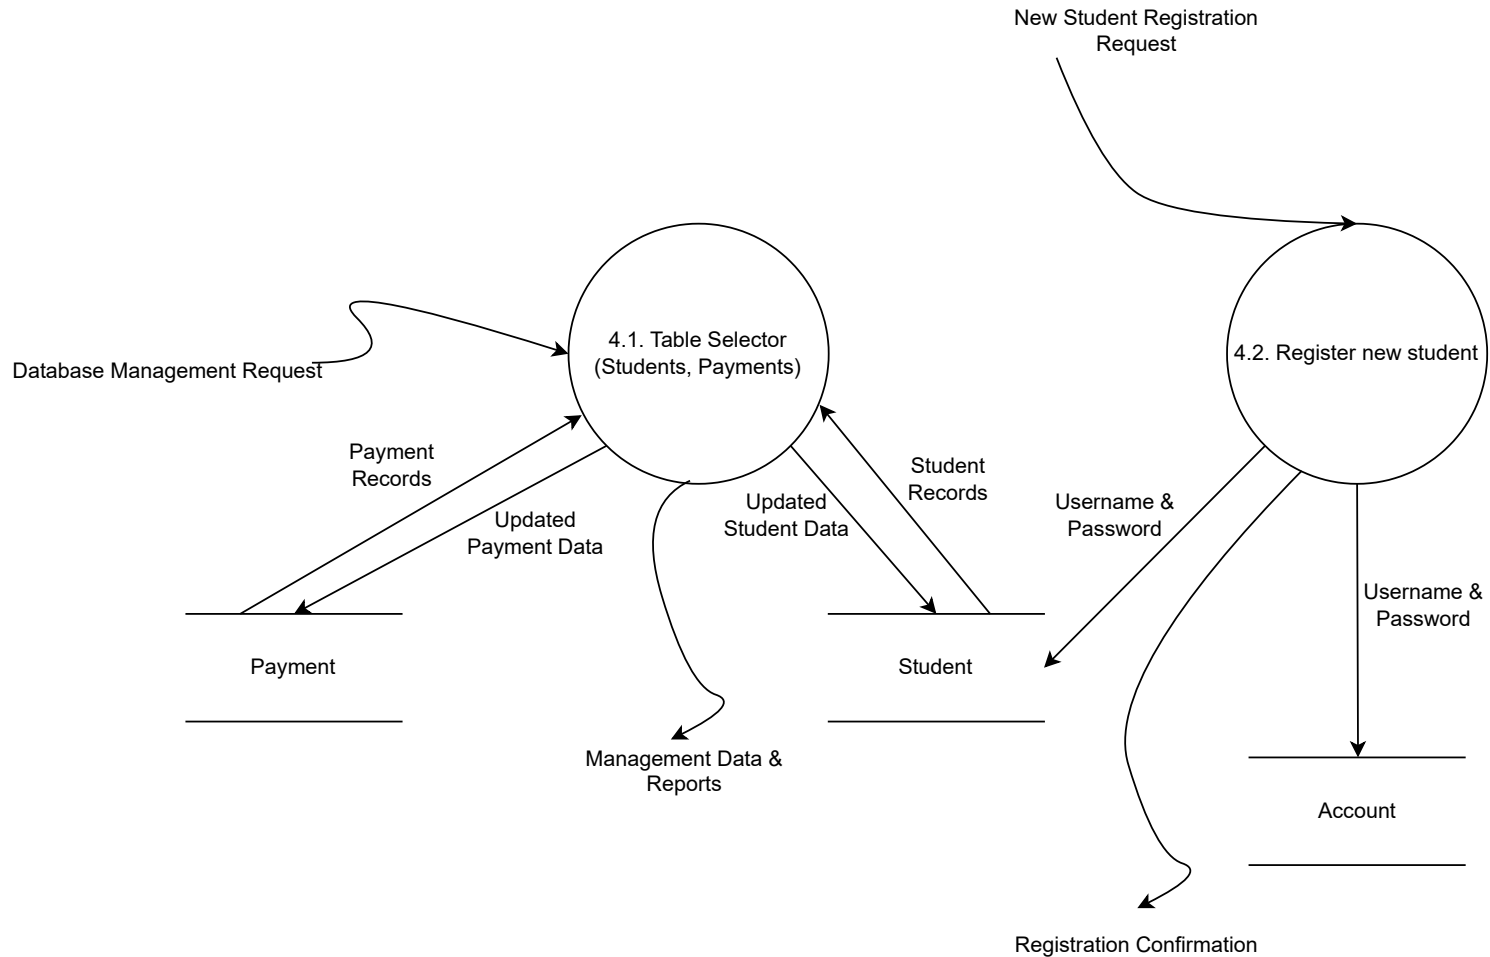 New Student Registration
Request
4.1. Table Selector
(Students, Payments)
4.2. Register new student
Database Management Request
Payment
Records
Updated
Payment Data
Updated
Student Data
Student
Records
Username &
Password
Username &
Password
Payment
Student
Management Data &
Reports
Account
Registration Confirmation